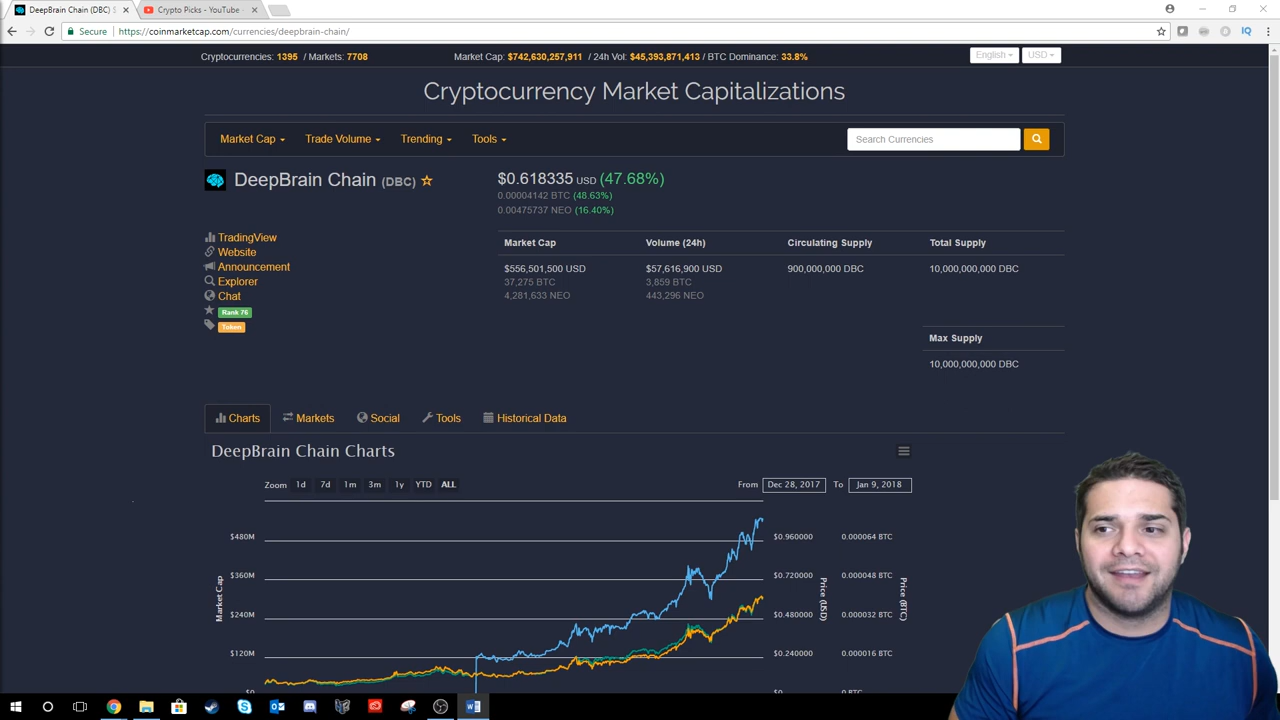 DeepBrain Chain (DBC) $
Crypto Picks - YouTube -
Secure https://coinmarketcap.com/currencies/deepbrain-chain/
Cryptocurrencies: 1395 / Markets: 7708
Market Cap: $742,630,257,911 / 24h Vol: $45,393,871,413 / BTC Dominance: 33.8%
English
USD
Cryptocurrency Market Capitalizations
Market Cap
Trade Volume
Trending
Tools
Search Currencies
DeepBrain Chain (DBC)
$0.618335 USD (47.68%)
0.00004142 BTC (48.63%)
0.00475737 NEO (16.40%)
TradingView
Website
Announcement
Explorer
Chat
Rank 76
Token
Market Cap
Volume (24h)
Circulating Supply
Total Supply
$556,501,500 USD
$57,616,900 USD
900,000,000 DBC
10,000,000,000 DBC
37,275 BTC
3,859 BTC
4,281,633 NEO
443,296 NEO
Max Supply
10,000,000,000 DBC
Charts
Markets
Social
Tools
Historical Data
DeepBrain Chain Charts
Zoom 1d 7d 1m 3m 1y YTD ALL
From Dec 28, 2017 To Jan 9, 2018
$480M
$0.960000
0.000064 BTC
$360M
$0.720000
0.000048 BTC
$240M
$0.480000
0.000032 BTC
$120M
$0.240000
0.000016 BTC
$0
$0
0 BTC
Market Cap
Price (USD)
Price (BTC)